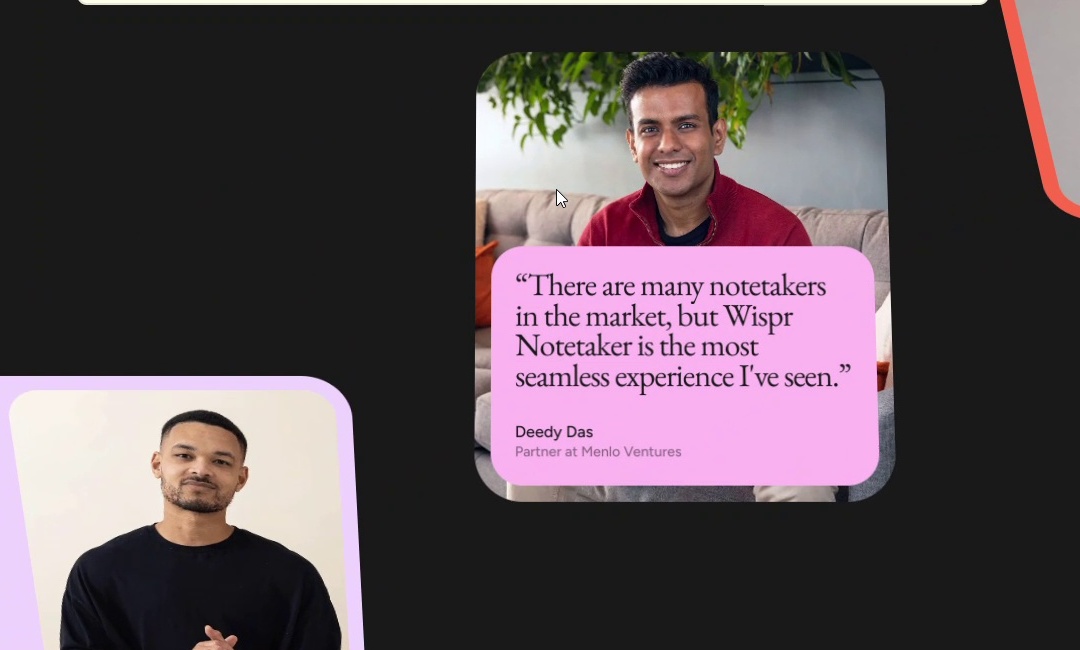 “There are many notetakers
in the market, but Wispr
Notetaker is the most
seamless experience I've seen.”
Deedy Das
Partner at Menlo Ventures